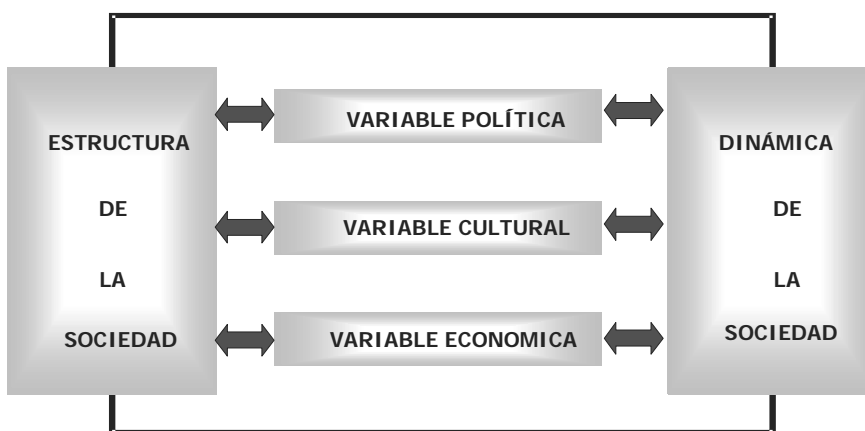 ESTRUCTURA
DE
LA
SOCIEDAD
VARIABLE POLÍTICA
VARIABLE CULTURAL
VARIABLE ECONOMICA
DINÁMICA
DE
LA
SOCIEDAD